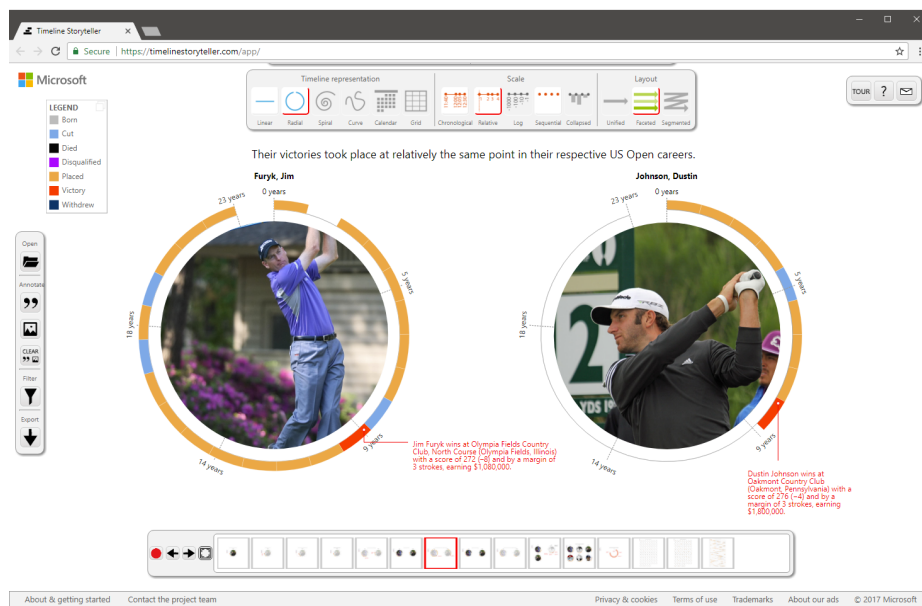 Timeline Storyteller
Secure | https://timelinestoryteller.com/app/
Microsoft
Timeline representation
Scale
Layout
Linear
Radial
Spiral
Curve
Calendar
Grid
Chronological
Relative
Log
Sequential
Collapsed
Unified
Faceted
Segmented
TOUR
?
LEGEND
Born
Cut
Died
Disqualified
Placed
Victory
Withdrew
Their victories took place at relatively the same point in their respective US Open careers.
Furyk, Jim
0 years
5 years
9 years
14 years
18 years
23 years
Jim Furyk wins at Olympia Fields Country
Club, North Course (Olympia Fields, Illinois)
with a score of 272 (−8) and by a margin of
3 strokes, earning $1,080,000.
Johnson, Dustin
0 years
5 years
9 years
14 years
18 years
23 years
Dustin Johnson wins at
Oakmont Country Club
(Oakmont, Pennsylvania) with a
score of 276 (−4) and by a
margin of 3 strokes, earning
$1,800,000.
Open
Annotate
CLEAR
Filter
Export
About & getting started
Contact the project team
Privacy & cookies
Terms of use
Trademarks
About our ads
© 2017 Microsoft